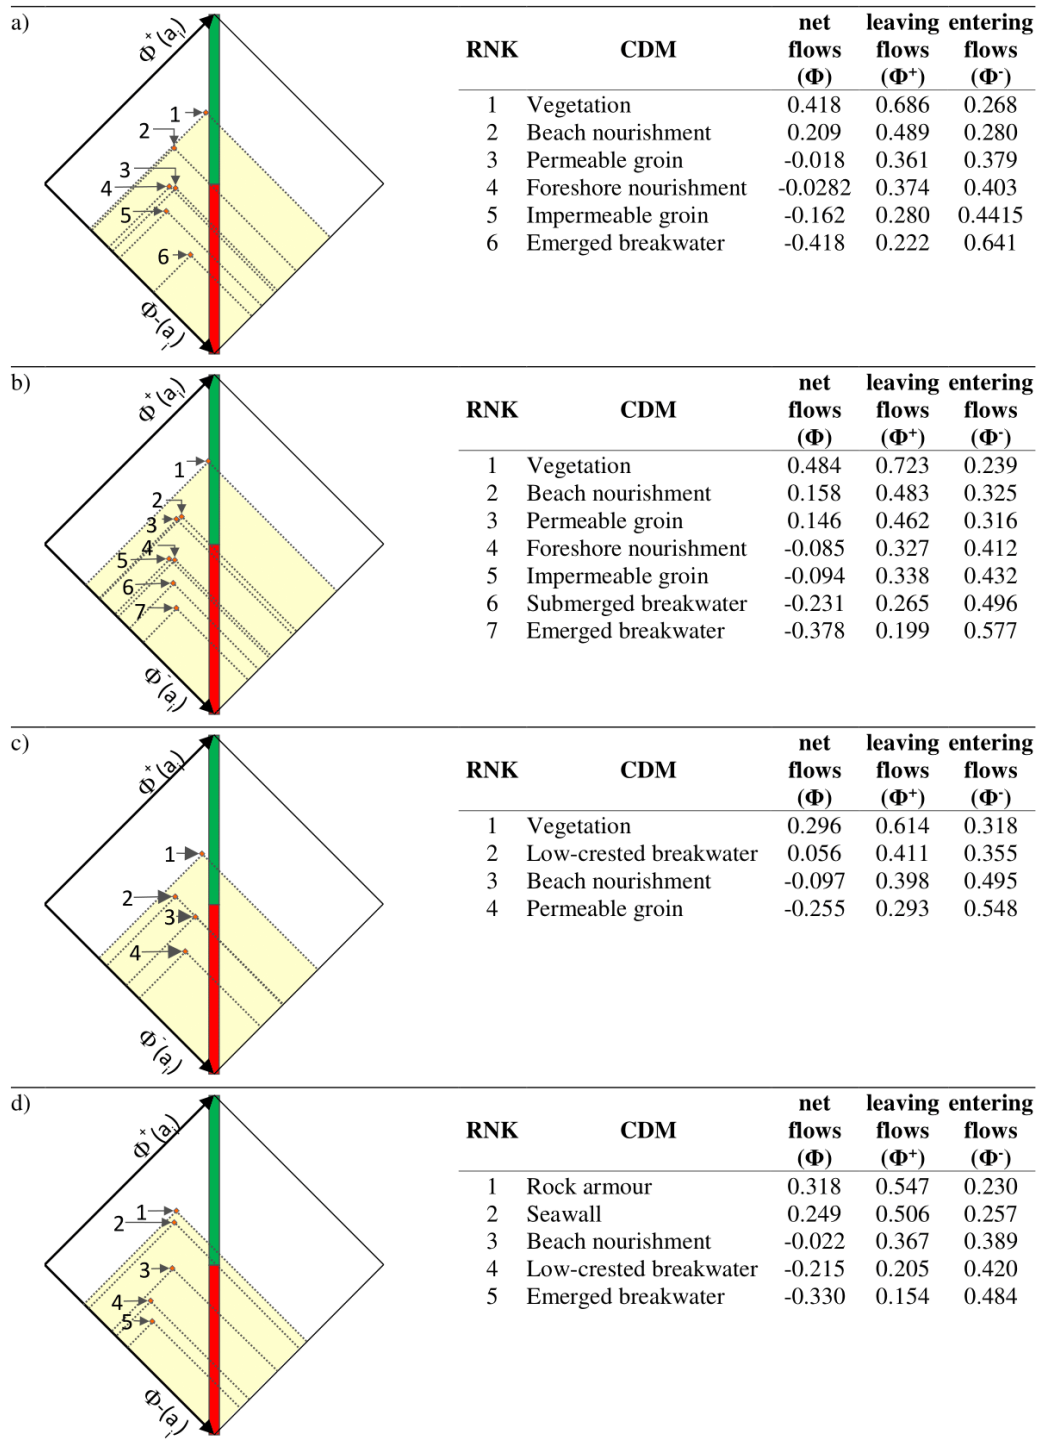 a)
Φ+(ai)
1
2
3
4
5
6
Φ-(ai)
net leaving entering
RNK CDM flows flows flows
(Φ) (Φ+) (Φ-)
1 Vegetation 0.418 0.686 0.268
2 Beach nourishment 0.209 0.489 0.280
3 Permeable groin -0.018 0.361 0.379
4 Foreshore nourishment -0.0282 0.374 0.403
5 Impermeable groin -0.162 0.280 0.4415
6 Emerged breakwater -0.418 0.222 0.641
b)
Φ+(ai)
1
2
3
4
5
6
7
Φ-(ai)
net leaving entering
RNK CDM flows flows flows
(Φ) (Φ+) (Φ-)
1 Vegetation 0.484 0.723 0.239
2 Beach nourishment 0.158 0.483 0.325
3 Permeable groin 0.146 0.462 0.316
4 Foreshore nourishment -0.085 0.327 0.412
5 Impermeable groin -0.094 0.338 0.432
6 Submerged breakwater -0.231 0.265 0.496
7 Emerged breakwater -0.378 0.199 0.577
c)
Φ+(ai)
1
2
3
4
Φ-(ai)
net leaving entering
RNK CDM flows flows flows
(Φ) (Φ+) (Φ-)
1 Vegetation 0.296 0.614 0.318
2 Low-crested breakwater 0.056 0.411 0.355
3 Beach nourishment -0.097 0.398 0.495
4 Permeable groin -0.255 0.293 0.548
d)
Φ+(ai)
1
2
3
4
5
Φ-(ai)
net leaving entering
RNK CDM flows flows flows
(Φ) (Φ+) (Φ-)
1 Rock armour 0.318 0.547 0.230
2 Seawall 0.249 0.506 0.257
3 Beach nourishment -0.022 0.367 0.389
4 Low-crested breakwater -0.215 0.205 0.420
5 Emerged breakwater -0.330 0.154 0.484